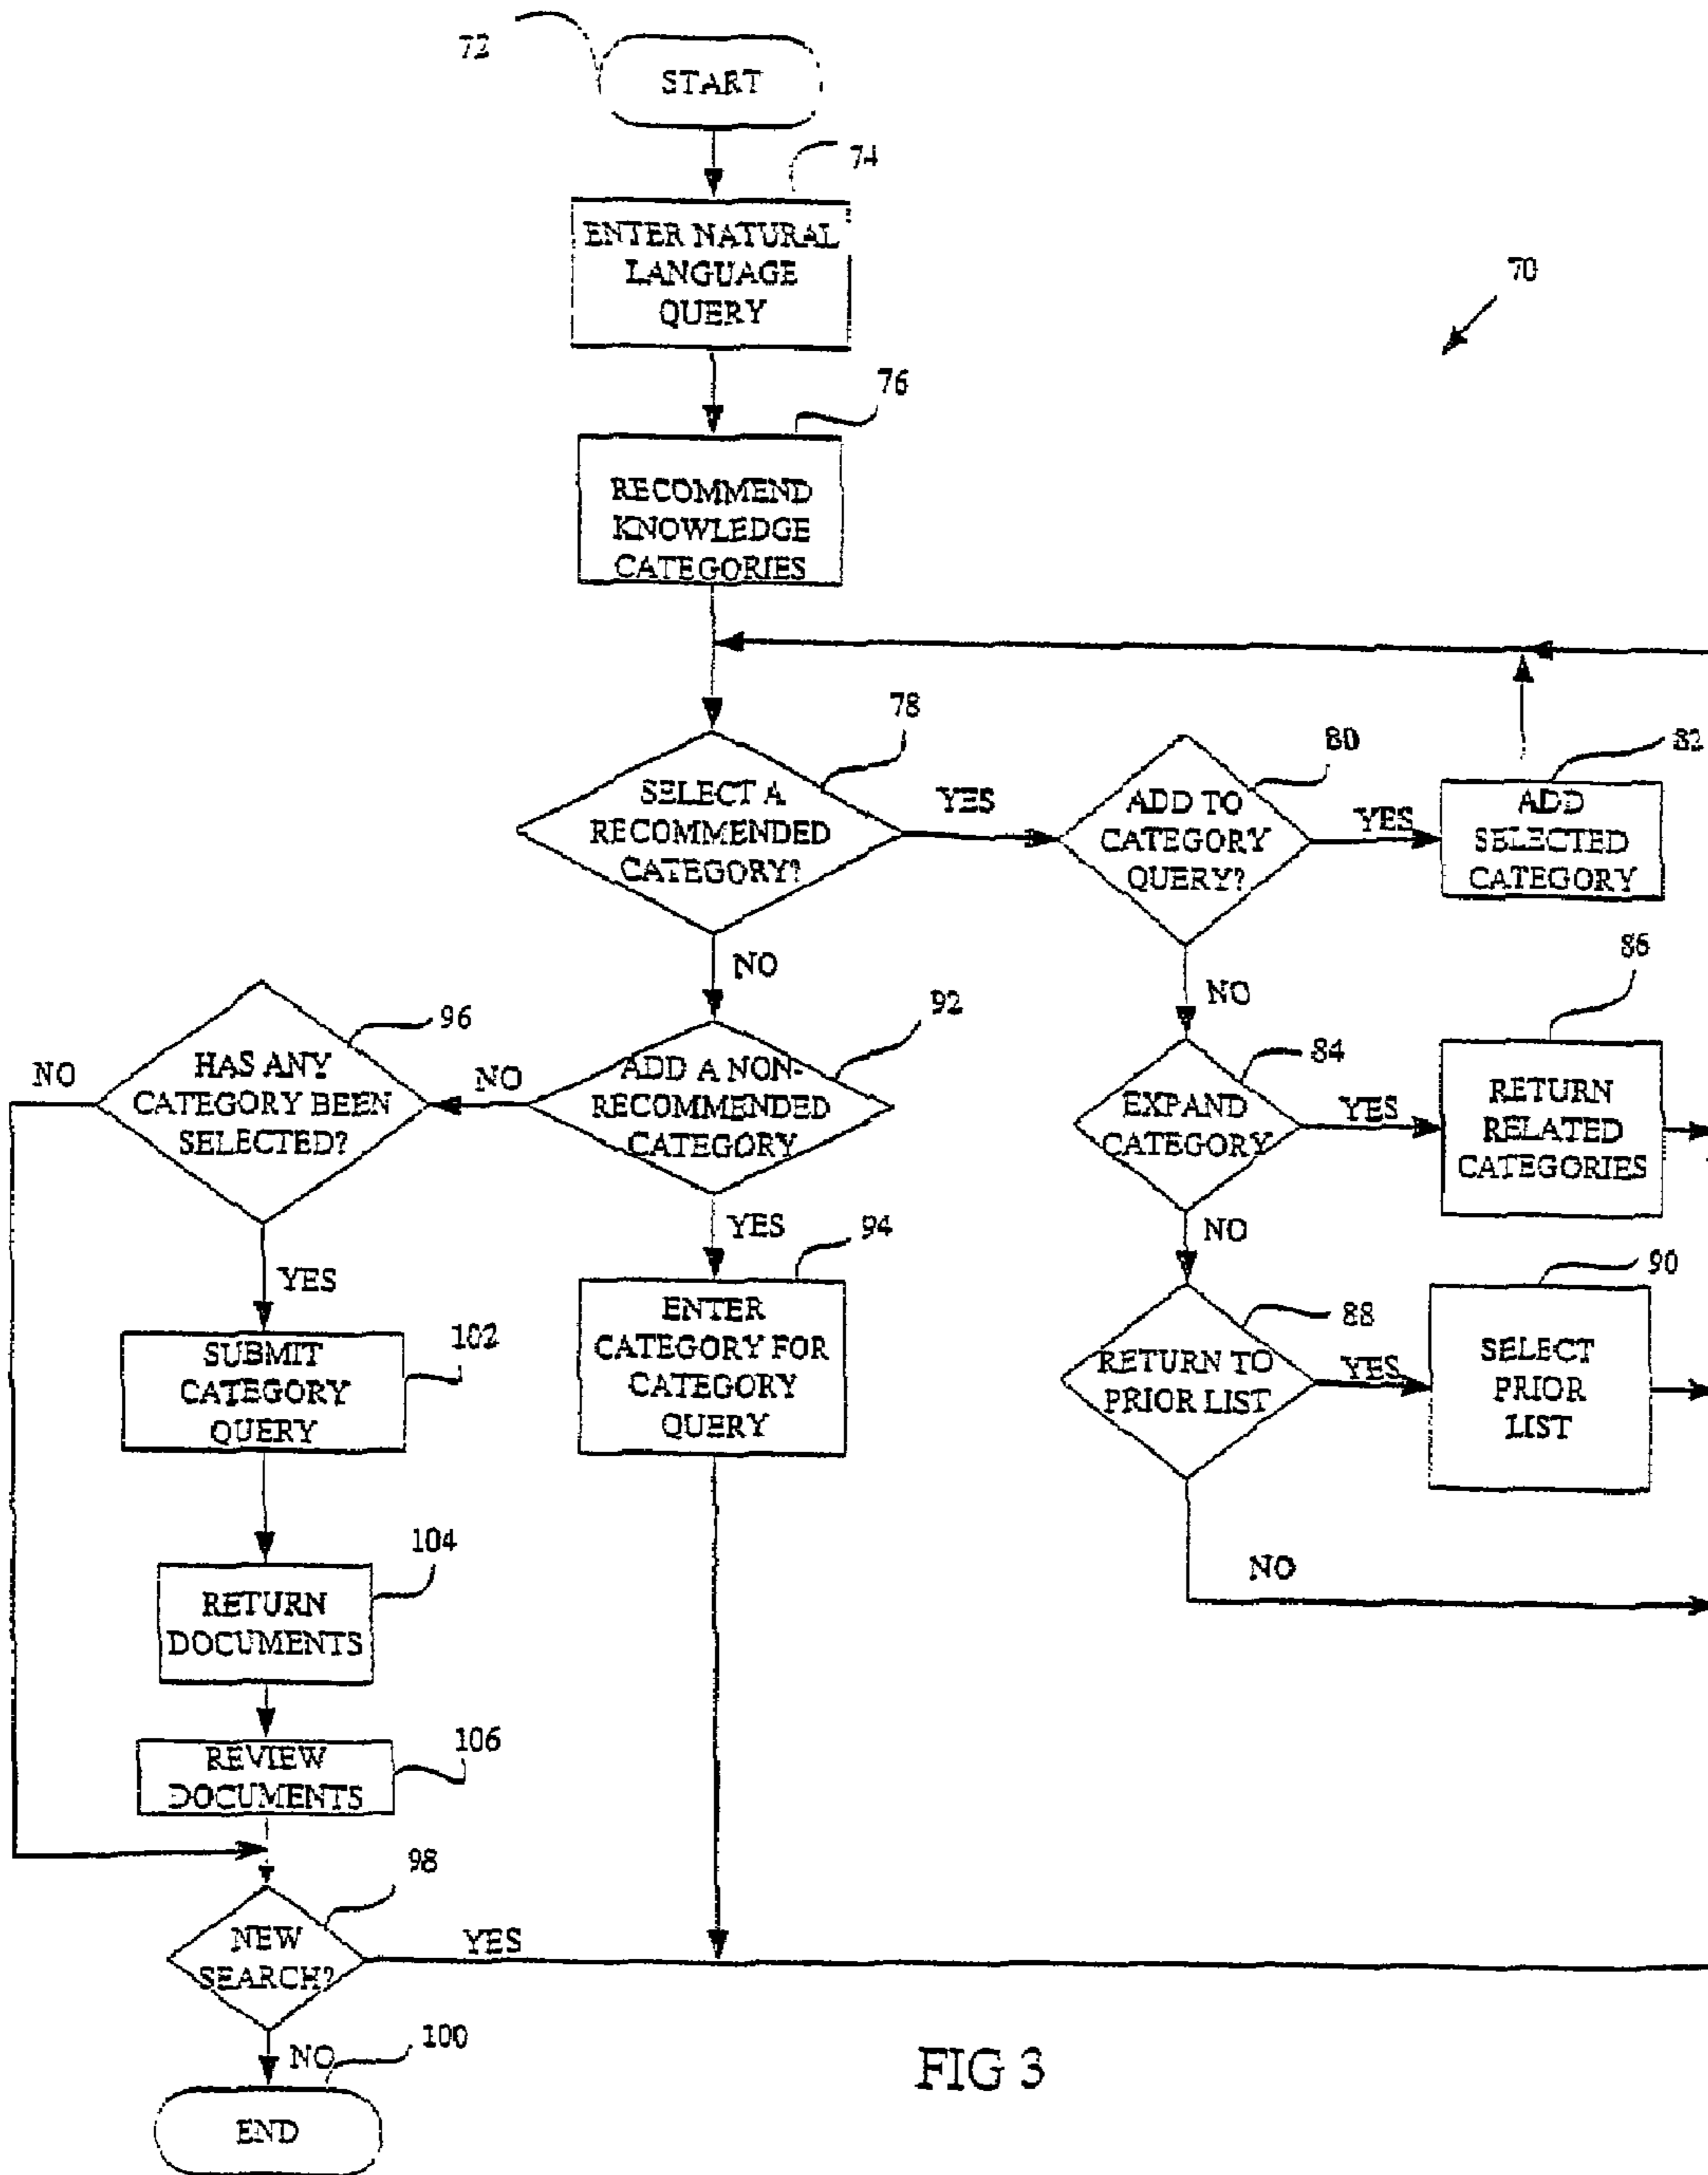 72
START
74
ENTER NATURAL
LANGUAGE
QUERY
70
76
RECOMMEND
KNOWLEDGE
CATEGORIES
78
SELECT A
RECOMMENDED
CATEGORY?
YES
80
ADD TO
CATEGORY
QUERY?
YES
82
ADD
SELECTED
CATEGORY
NO
NO
86
96
HAS ANY
CATEGORY BEEN
SELECTED?
NO
NO
92
ADD A NON-
RECOMMENDED
CATEGORY
84
EXPAND
CATEGORY
YES
RETURN
RELATED
CATEGORIES
YES
YES
NO
94
ENTER
CATEGORY FOR
CATEGORY
QUERY
88
RETURN TO
PRIOR LIST
YES
90
SELECT
PRIOR
LIST
102
SUBMIT
CATEGORY
QUERY
NO
104
RETURN
DOCUMENTS
106
REVIEW
DOCUMENTS
98
NEW
SEARCH?
YES
NO
100
END
FIG 3